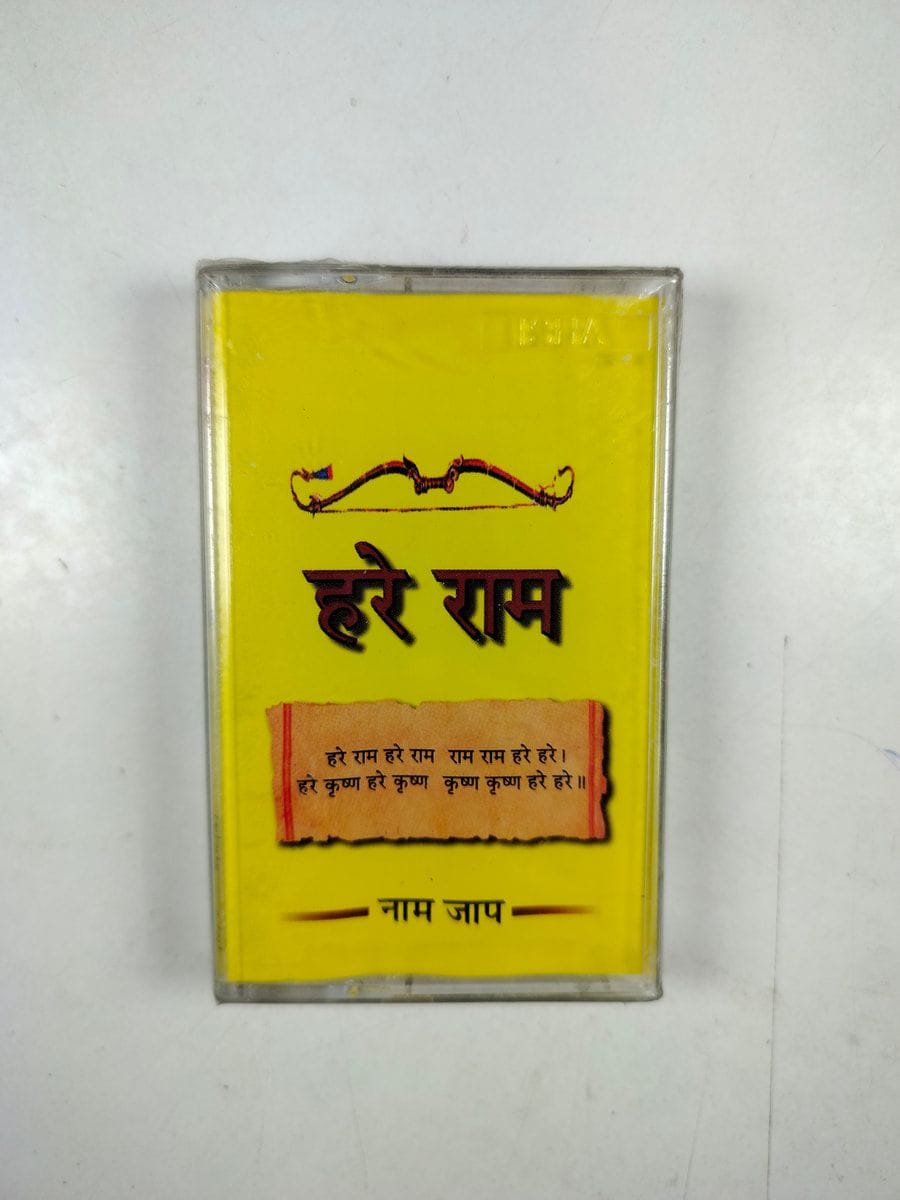 हरे राम
हरे राम हरे राम राम राम हरे हरे।
हरे कृष्ण हरे कृष्ण कृष्ण कृष्ण हरे हरे॥
नाम जाप